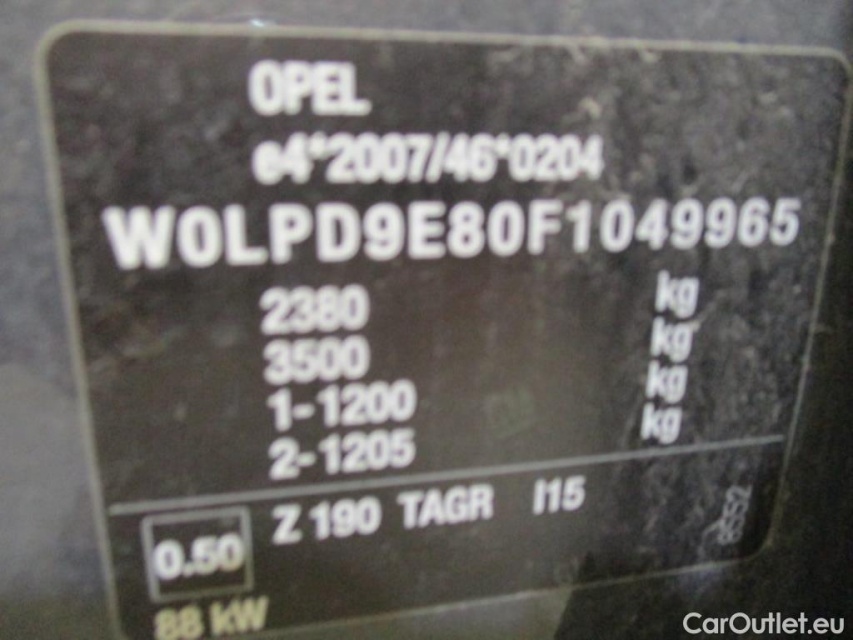 OPEL
e4*2007/46*0204
W0LPD9E80F1049965
2380 kg
3500 kg
1-1200 kg
2-1205 kg
Z 190 TAGR I15
0.50
88 kW
CarOutlet.eu